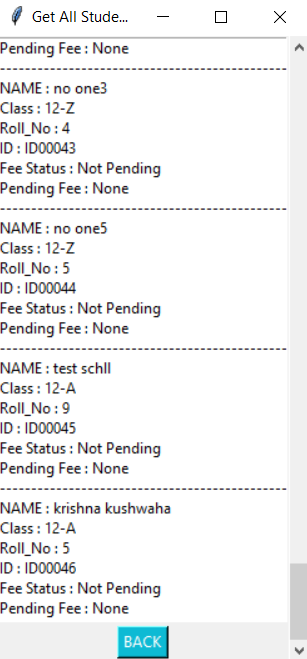 Get All Stude...
Pending Fee : None
NAME : no one3
Class : 12-Z
Roll_No : 4
ID : ID00043
Fee Status : Not Pending
Pending Fee : None
NAME : no one5
Class : 12-Z
Roll_No : 5
ID : ID00044
Fee Status : Not Pending
Pending Fee : None
NAME : test schll
Class : 12-A
Roll_No : 9
ID : ID00045
Fee Status : Not Pending
Pending Fee : None
NAME : krishna kushwaha
Class : 12-A
Roll_No : 5
ID : ID00046
Fee Status : Not Pending
Pending Fee : None
BACK